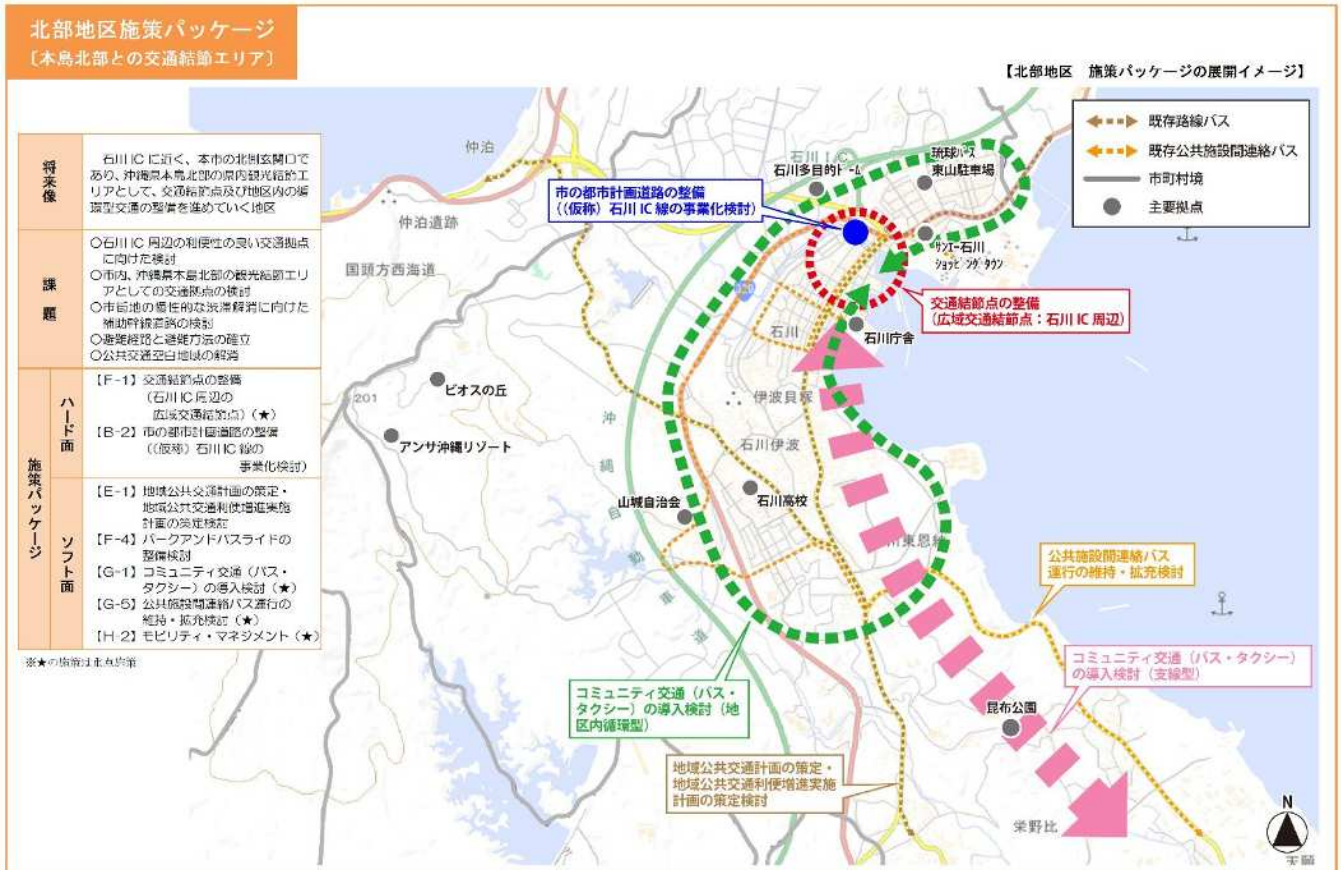 北部地区施策パッケージ
〔本島北部との交通結節エリア〕
【北部地区 施策パッケージの展開イメージ】
将来像
石川 IC に近く、本市の北側玄関口で
あり、沖縄県本島北部の県内観光結節エ
リアとして、交通結節点及び地区内の循
環型交通の整備を進めていく地区
課題
○石川 IC 周辺の利便性の良い交通拠点
に向けた検討
○市内、沖縄県本島北部の観光結節エリ
アとしての交通拠点の検討
○市街地の慢性的な渋滞解消に向けた
補助幹線道路の検討
○避難経路と避難方法の確立
○公共交通空白地域の解消
施策パッケージ
ハード面
【F-1】交通結節点の整備
（石川 IC 周辺の
広域交通結節点）（★）
【B-2】市の都市計画道路の整備
（（仮称）石川 IC 線の
事業化検討）
ソフト面
【E-1】地域公共交通計画の策定・
地域公共交通利便増進実施
計画の策定検討
【F-4】パークアンドバスライドの
整備検討
【G-1】コミュニティ交通（バス・
タクシー）の導入検討（★）
【G-5】公共施設間連絡バス運行の
維持・拡充検討（★）
【H-2】モビリティ・マネジメント（★）
※★の施策は重点施策
既存路線バス
既存公共施設間連絡バス
市町村境
主要拠点
仲泊
石川 I.C
琉球バス
東山駐車場
石川多目的ドーム
市の都市計画道路の整備
（（仮称）石川 IC 線の事業化検討）
仲泊遺跡
サンエー石川
ショッピングタウン
国頭方西海道
交通結節点の整備
（広域交通結節点：石川 IC 周辺）
石川
石川庁舎
ビオスの丘
201
伊波貝塚
アンサ沖縄リゾート
石川伊波
沖縄自動車道
山城自治会
石川高校
川東恩納
公共施設間連絡バス
運行の維持・拡充検討
コミュニティ交通（バス・タクシー）
の導入検討（支線型）
コミュニティ交通（バス・
タクシー）の導入検討（地
区内循環型）
昆布公園
地域公共交通計画の策定・
地域公共交通利便増進実施
計画の策定検討
栄野比
N
天願